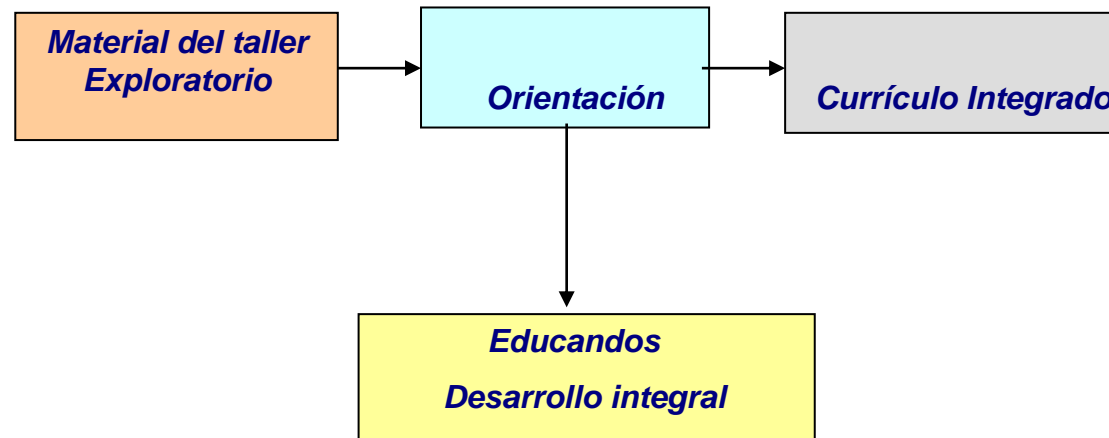 Material del taller
Exploratorio
Orientación
Currículo Integrado
Educandos
Desarrollo integral